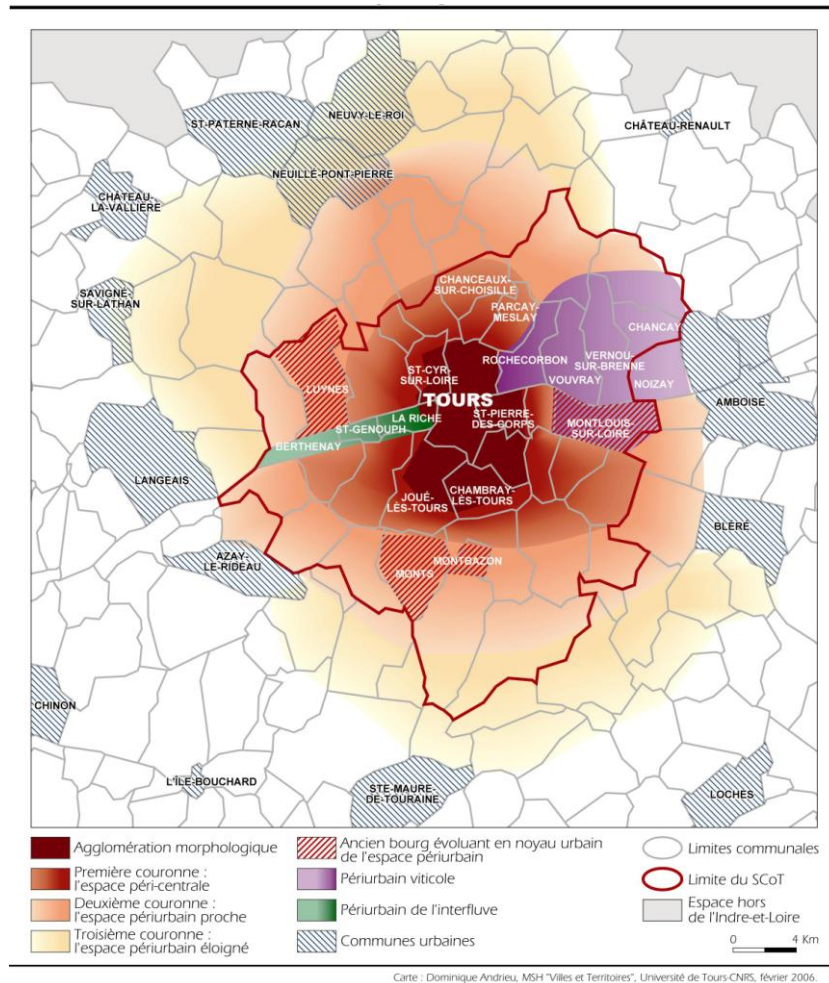 ST-PATERNE-RACAN
NEUVY-LE-ROI
CHÂTEAU-RENAULT
NEUILLÉ-PONT-PIERRE
CHÂTEAU
-LA-VALLIÈRE
SAVIGNÉ
-SUR-LATHAN
CHANCEAUX-
SUR-CHOISILLE
PARCAY-
MESLAY
CHANCAY
ROCHECORBON
VERNOU-
SUR-BRENNE
ST-CYR-
SUR-LOIRE
LUYNES
VOUVRAY
NOIZAY
TOURS
AMBOISE
LA RICHE
ST-PIERRE-
DES-CORPS
ST-GENOUPH
MONTLOUIS-
SUR-LOIRE
BERTHENAY
LANGEAIS
JOUÉ-
LÈS-TOURS
CHAMBRAY-
LÈS-TOURS
BLÉRÉ
AZAY-
LE-RIDEAU
MONTBAZON
MONTS
CHINON
L'ÎLE-BOUCHARD
STE-MAURE-
DE-TOURAINE
LOCHES
Agglomération morphologique
Première couronne :
l'espace péri-centrale
Deuxième couronne :
l'espace périurbain proche
Troisième couronne :
l'espace périurbain éloigné
Ancien bourg évoluant en noyau urbain
de l'espace périurbain
Périurbain viticole
Périurbain de l'interfluve
Communes urbaines
Limites communales
Limite du SCoT
Espace hors
de l'Indre-et-Loire
0 4 Km
Carte : Dominique Andrieu, MSH "Villes et Territoires", Université de Tours-CNRS, février 2006.